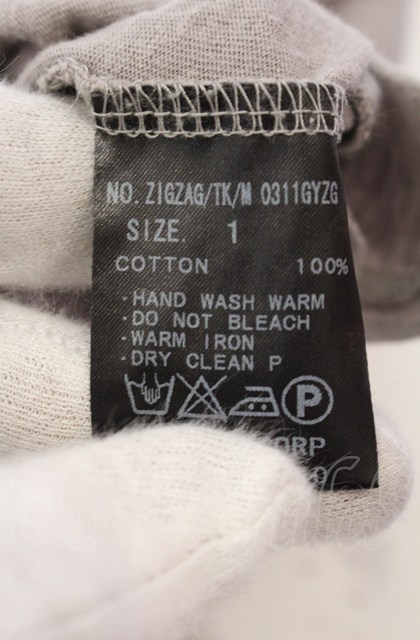 NO. ZIGZAG/TK/M 0311GYZG
SIZE. 1
COTTON 100%
·HAND WASH WARM
·DO NOT BLEACH
·WARM IRON
·DRY CLEAN P
P